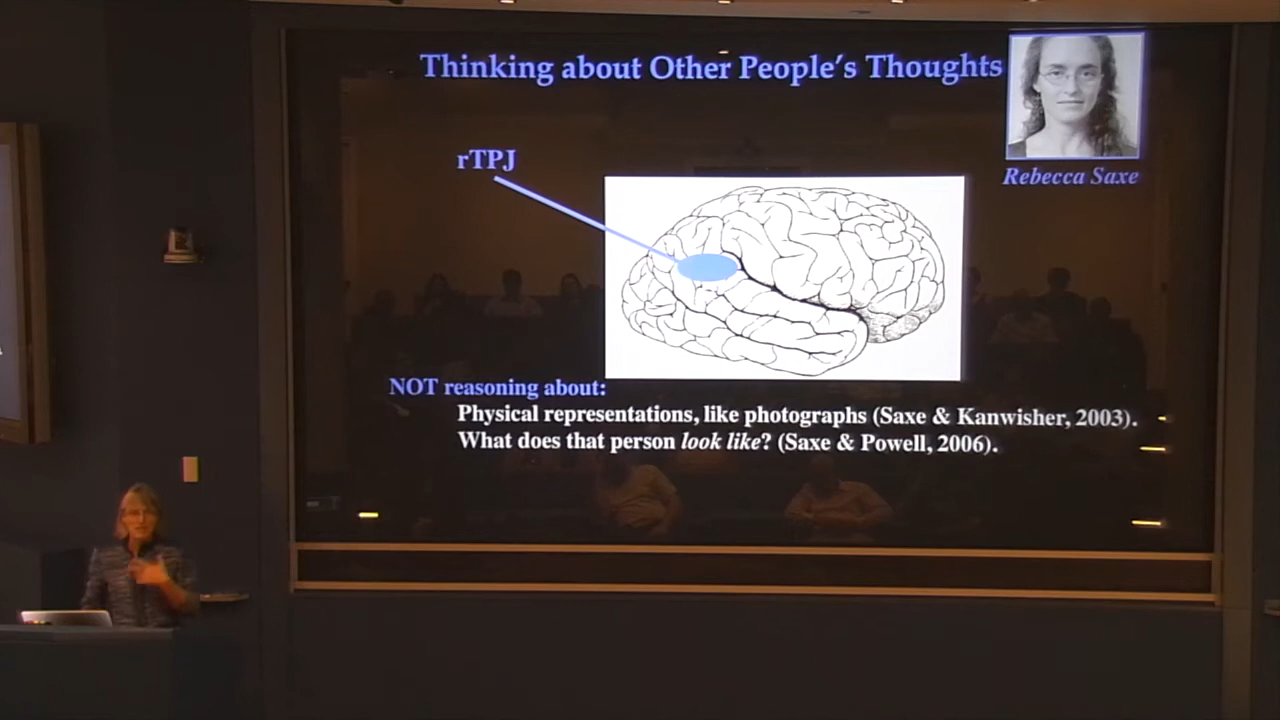 Thinking about Other People's Thoughts
Rebecca Saxe
rTPJ
NOT reasoning about:
Physical representations, like photographs (Saxe & Kanwisher, 2003).
What does that person look like? (Saxe & Powell, 2006).